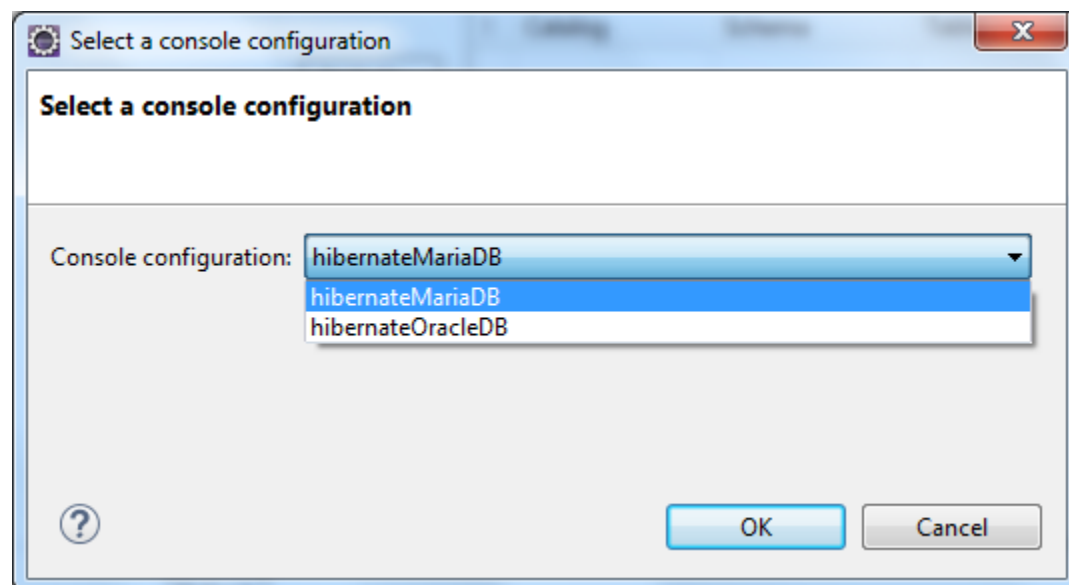 Select a console configuration
Select a console configuration
Console configuration: hibernateMariaDB
hibernateMariaDB
hibernateOracleDB
OK Cancel